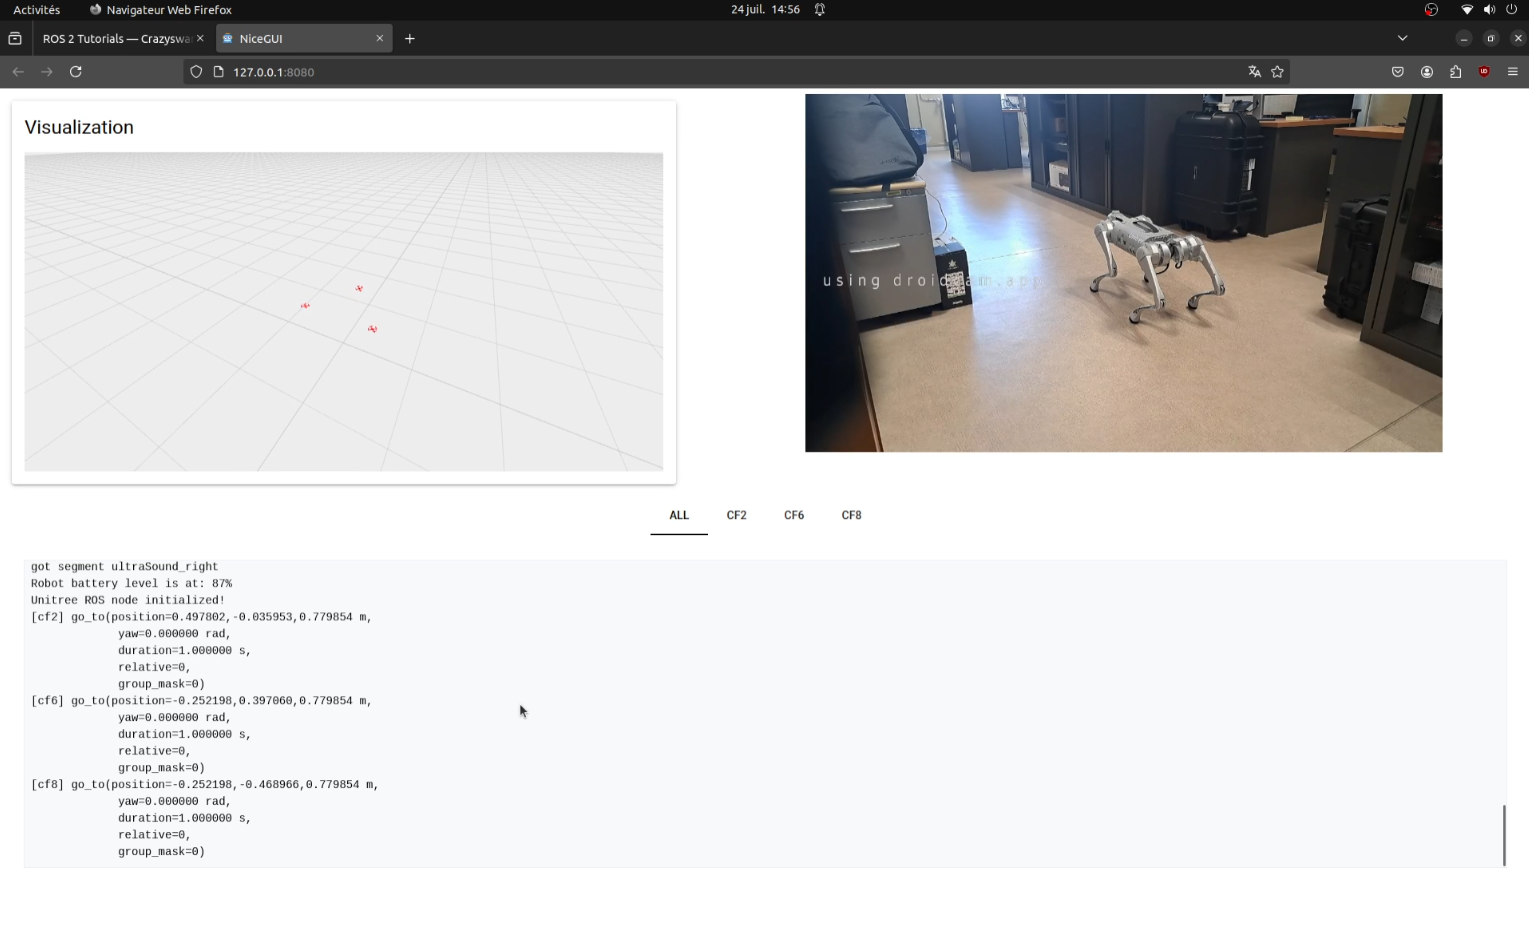 Activités
Navigateur Web Firefox
24 juil. 14:56
ROS 2 Tutorials — Crazyswa
NiceGUI
127.0.0.1:8080
Visualization
ALL
CF2
CF6
CF8
got segment ultraSound_right
Robot battery level is at: 87%
Unitree ROS node initialized!
[cf2] go_to(position=0.497802,-0.035953,0.779854 m,
yaw=0.000000 rad,
duration=1.000000 s,
relative=0,
group_mask=0)
[cf6] go_to(position=-0.252198,0.397060,0.779854 m,
yaw=0.000000 rad,
duration=1.000000 s,
relative=0,
group_mask=0)
[cf8] go_to(position=-0.252198,-0.468966,0.779854 m,
yaw=0.000000 rad,
duration=1.000000 s,
relative=0,
group_mask=0)